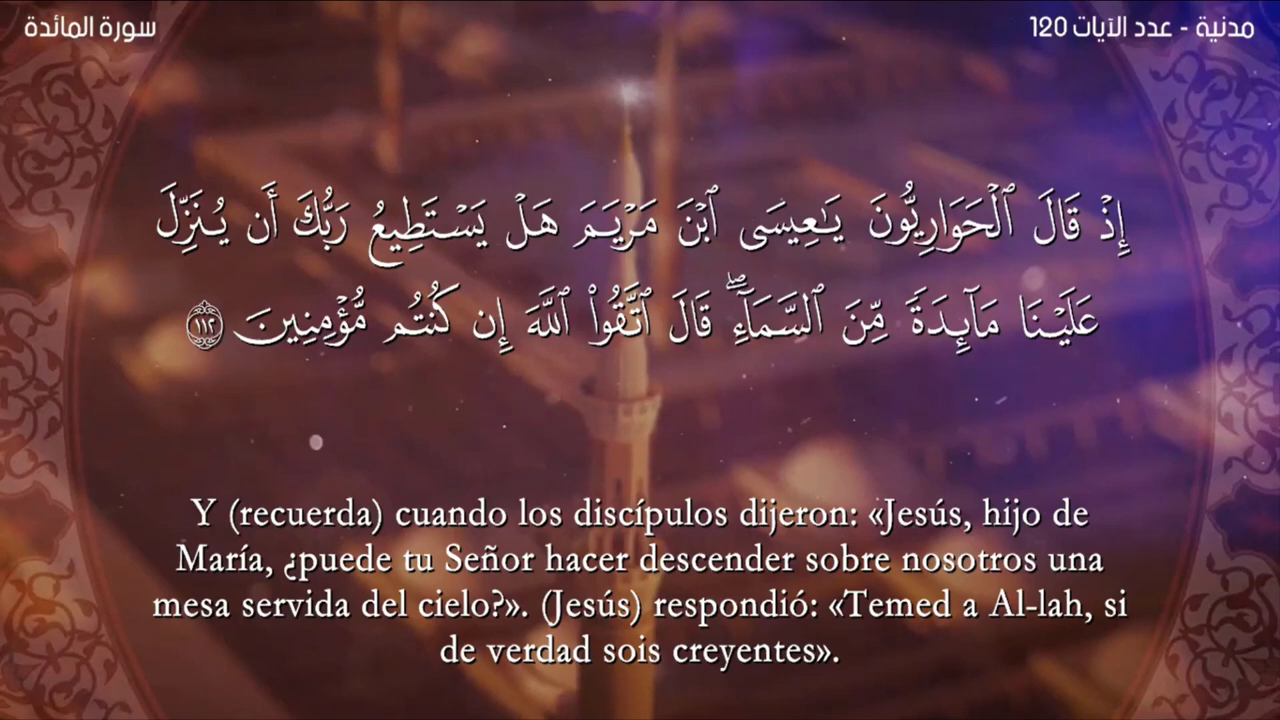 سورة المائدة
مدنية - عدد الآيات 120
إِذْ قَالَ ٱلْحَوَارِيُّونَ يَـٰعِيسَى ٱبْنَ مَرْيَمَ هَلْ يَسْتَطِيعُ رَبُّكَ أَن يُنَزِّلَ
عَلَيْنَا مَآئِدَةً مِّنَ ٱلسَّمَآءِ ۖ قَالَ ٱتَّقُوا۟ ٱللَّهَ إِن كُنتُم مُّؤْمِنِينَ ١١٢
Y (recuerda) cuando los discípulos dijeron: «Jesús, hijo de
María, ¿puede tu Señor hacer descender sobre nosotros una
mesa servida del cielo?». (Jesús) respondió: «Temed a Al-lah, si
de verdad sois creyentes».